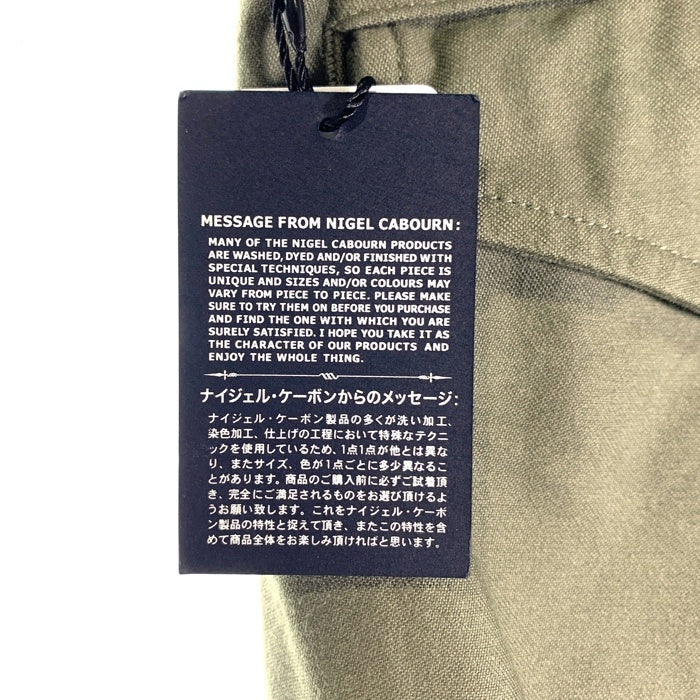 MESSAGE FROM NIGEL CABOURN:
MANY OF THE NIGEL CABOURN PRODUCTS
ARE WASHED, DYED AND/OR FINISHED WITH
SPECIAL TECHNIQUES, SO EACH PIECE IS
UNIQUE AND SIZES AND/OR COLOURS MAY
VARY FROM PIECE TO PIECE. PLEASE MAKE
SURE TO TRY THEM ON BEFORE YOU PURCHASE
AND FIND THE ONE WITH WHICH YOU ARE
SURELY SATISFIED. I HOPE YOU TAKE IT AS
THE CHARACTER OF OUR PRODUCTS AND
ENJOY THE WHOLE THING.
ナイジェル・ケーボンからのメッセージ:
ナイジェル・ケーボン製品の多くが洗い加工、
染色加工、仕上げの工程において特殊なテクニ
ックを使用しているため、1点1点が他とは異な
り、またサイズ、色が1点ごとに多少異なるこ
とがあります。商品のご購入前に必ずご試着頂
き、完全にご満足されるものをお選び頂けるよ
うお願い致します。これをナイジェル・ケーボ
ン製品の特性と捉えて頂き、またこの特性を含
めて商品全体をお楽しみ頂ければと思います。